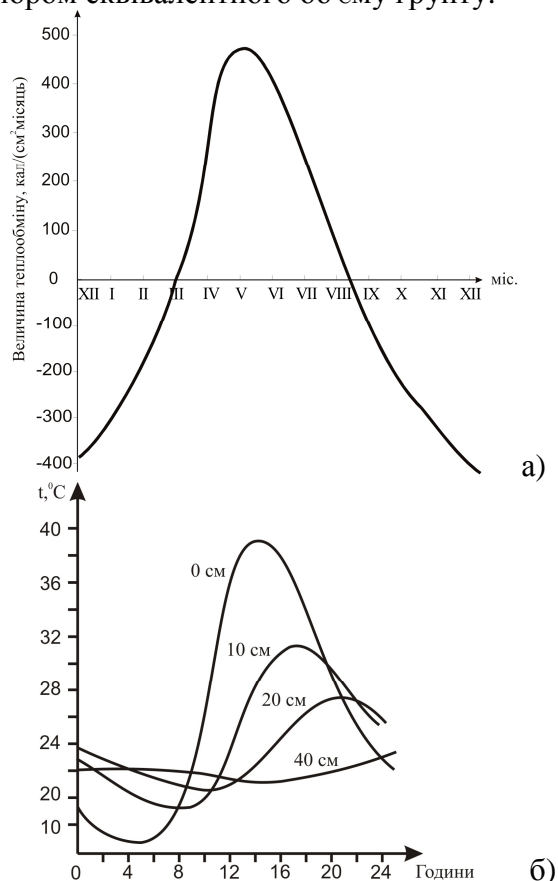 еквівалентного об'єму ґрунту.
Величина теплообміну, кал/(см²місяць)
500
400
300
200
100
0
-100
-200
-300
-400
XII I II III IV V VI VII VIII IX X XI XII
міс.
а)
t,⁰C
40
36
32
28
24
20
10
0 см
10 см
20 см
40 см
0 4 8 12 16 20 24
Години
б)